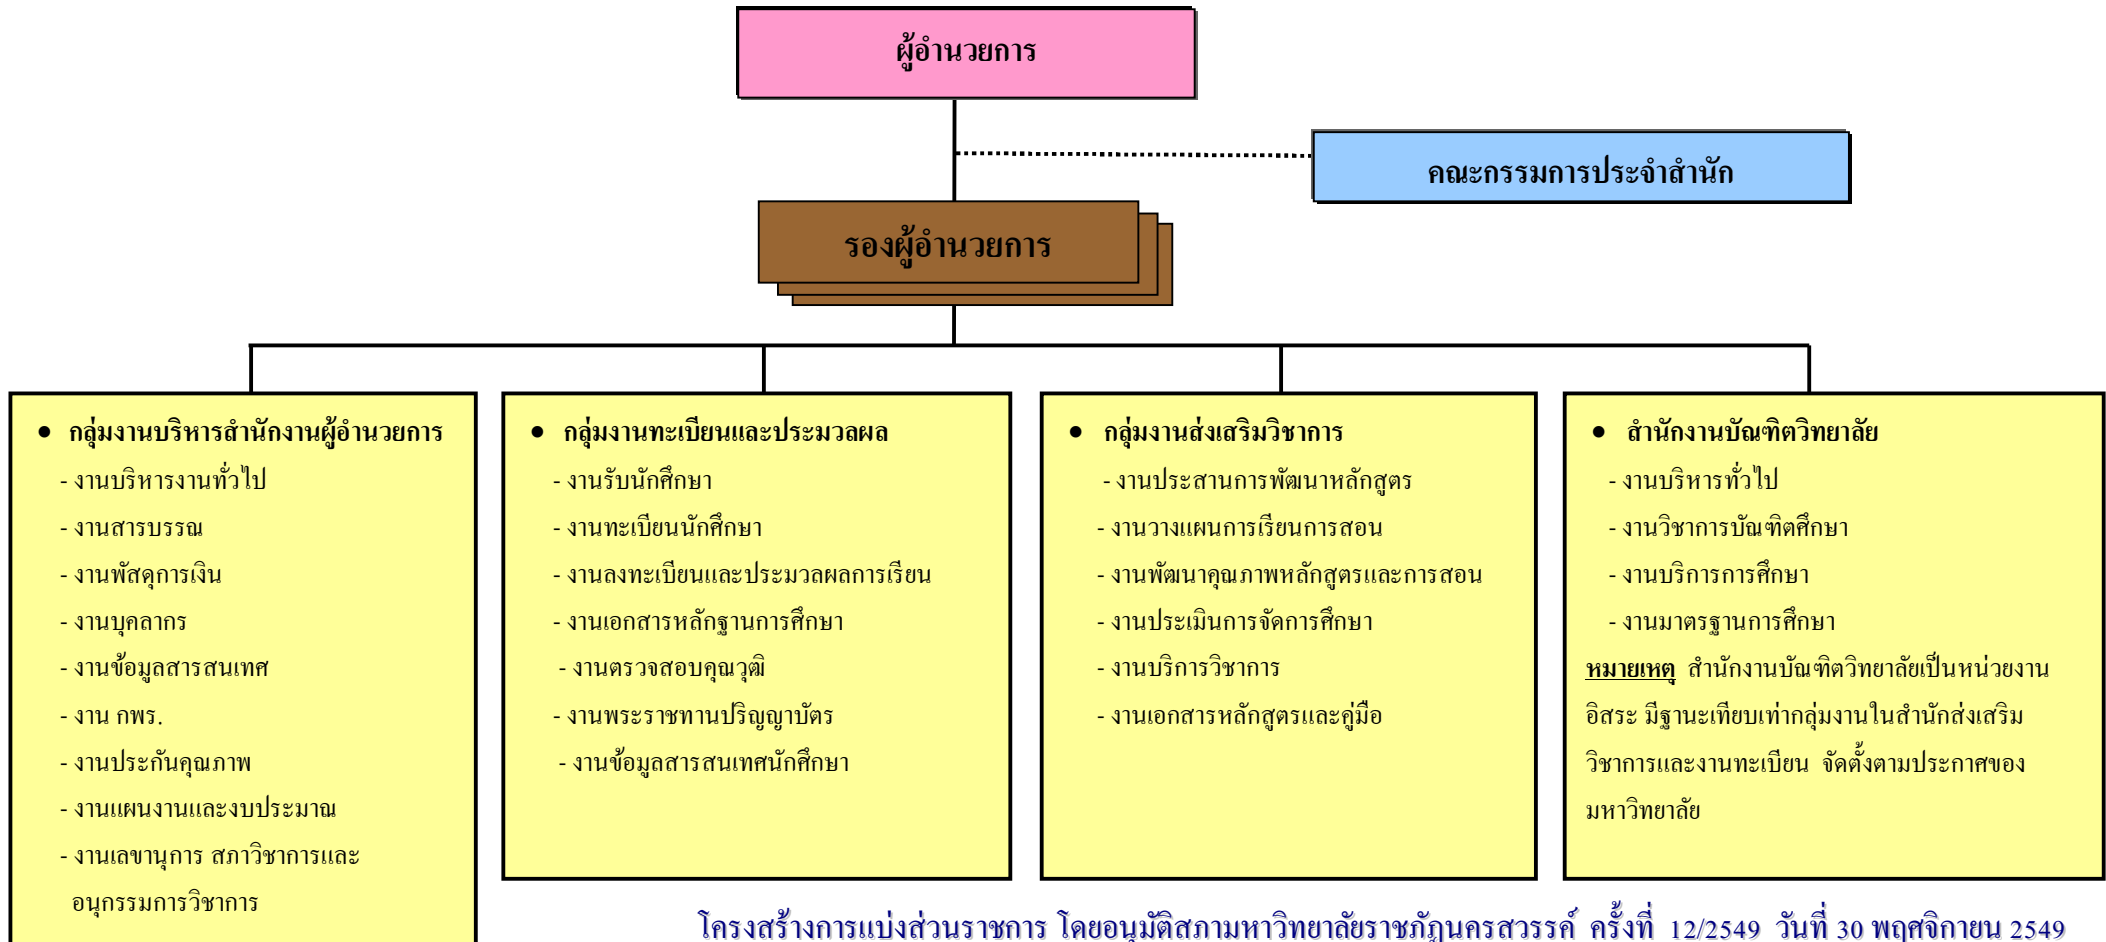 ผู้อำนวยการ
คณะกรรมการประจำสำนัก
รองผู้อำนวยการ
• กลุ่มงานบริหารสำนักงานผู้อำนวยการ
- งานบริหารงานทั่วไป
- งานสารบรรณ
- งานพัสดุการเงิน
- งานบุคลากร
- งานข้อมูลสารสนเทศ
- งาน กพร.
- งานประกันคุณภาพ
- งานแผนงานและงบประมาณ
- งานเลขานุการ สภาวิชาการและ
อนุกรรมการวิชาการ
• กลุ่มงานทะเบียนและประมวลผล
- งานรับนักศึกษา
- งานทะเบียนนักศึกษา
- งานลงทะเบียนและประมวลผลการเรียน
- งานเอกสารหลักฐานการศึกษา
- งานตรวจสอบคุณวุฒิ
- งานพระราชทานปริญญาบัตร
- งานข้อมูลสารสนเทศนักศึกษา
• กลุ่มงานส่งเสริมวิชาการ
- งานประสานการพัฒนาหลักสูตร
- งานวางแผนการเรียนการสอน
- งานพัฒนาคุณภาพหลักสูตรและการสอน
- งานประเมินการจัดการศึกษา
- งานบริการวิชาการ
- งานเอกสารหลักสูตรและคู่มือ
• สำนักงานบัณฑิตวิทยาลัย
- งานบริหารทั่วไป
- งานวิชาการบัณฑิตศึกษา
- งานบริการการศึกษา
- งานมาตรฐานการศึกษา
หมายเหตุ สำนักงานบัณฑิตวิทยาลัยเป็นหน่วยงาน
อิสระ มีฐานะเทียบเท่ากลุ่มงานในสำนักส่งเสริม
วิชาการและงานทะเบียน จัดตั้งตามประกาศของ
มหาวิทยาลัย
โครงสร้างการแบ่งส่วนราชการ โดยอนุมัติสภามหาวิทยาลัยราชภัฏนครสวรรค์ ครั้งที่ 12/2549 วันที่ 30 พฤศจิกายน 2549